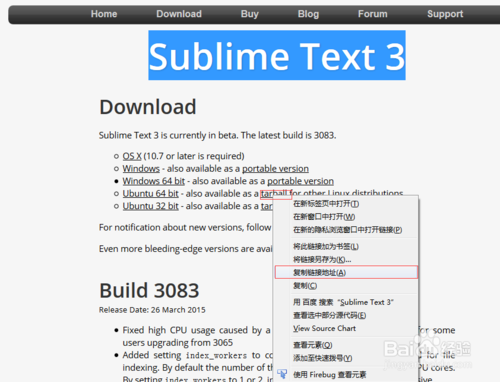 Home Download Buy Blog Forum Support
Sublime Text 3
Download
Sublime Text 3 is currently in beta. The latest build is 3083.
OS X (10.7 or later is required)
Windows - also available as a portable version
Windows 64 bit - also available as a portable version
Ubuntu 64 bit - also available as a tarball for other Linux distributions.
Ubuntu 32 bit - also available as a tar
For notification about new versions, follow
Even more bleeding-edge versions are avai
在新标签页中打开(T)
在新窗口中打开(W)
在新的隐私浏览窗口中打开链接(P)
将此链接加为书签(L)
将链接另存为(K)...
复制链接地址(A)
复制(C)
用 百度 搜索 "Sublime Text 3"
查看选中部分源代码(E)
View Source Chart
查看元素(Q)
添加至快速拨号(Y)
使用 Firebug 查看元素
Build 3083
Release Date: 26 March 2015
Fixed high CPU usage caused by a for some
users upgrading from 3065
Added setting index_workers to co for file
indexing. By default the number of th PU cores.
By setting index_workers to 1 or 2, in
Baidu 经验